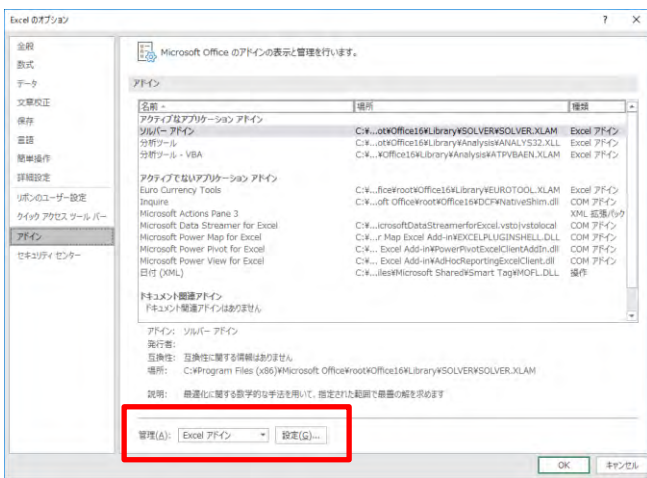 Excel のオプション
? ×
全般
数式
データ
文章校正
保存
言語
簡単操作
詳細設定
リボンのユーザー設定
クイック アクセス ツール バー
アドイン
セキュリティ センター
Microsoft Office のアドインの表示と管理を行います。
アドイン
名前 場所 種類
アクティブなアプリケーション アドイン
ソルバー アドイン C:¥...ot¥Office16¥Library¥SOLVER¥SOLVER.XLAM Excel アドイン
分析ツール C:¥...ot¥Office16¥Library¥Analysis¥ANALYS32.XLL Excel アドイン
分析ツール - VBA C:¥...¥Office16¥Library¥Analysis¥ATPVBAEN.XLAM Excel アドイン
アクティブでないアプリケーション アドイン
Euro Currency Tools C:¥...fice¥root¥Office16¥Library¥EUROTOOL.XLAM Excel アドイン
Inquire C:¥...oft Office¥root¥Office16¥DCF¥NativeShim.dll COM アドイン
Microsoft Actions Pane 3 XML 拡張パック
Microsoft Data Streamer for Excel C:¥...icrosoftDataStreamerforExcel.vsto|vstolocal COM アドイン
Microsoft Power Map for Excel C:¥...r Map Excel Add-in¥EXCELPLUGINSHELL.DLL COM アドイン
Microsoft Power Pivot for Excel C:¥... Excel Add-in¥PowerPivotExcelClientAddIn.dll COM アドイン
Microsoft Power View for Excel C:¥... Excel Add-in¥AdHocReportingExcelClient.dll COM アドイン
日付 (XML) C:¥...iles¥Microsoft Shared¥Smart Tag¥MOFL.DLL 操作
ドキュメント関連アドイン
ドキュメント関連アドインはありません
アドイン: ソルバー アドイン
発行者:
互換性: 互換性に関する情報はありません
場所: C:¥Program Files (x86)¥Microsoft Office¥root¥Office16¥Library¥SOLVER¥SOLVER.XLAM
説明: 最適化に関する数学的な手法を用いて、指定された範囲で最善の解を求めます
管理(A): Excel アドイン 設定(G)...
OK キャンセル